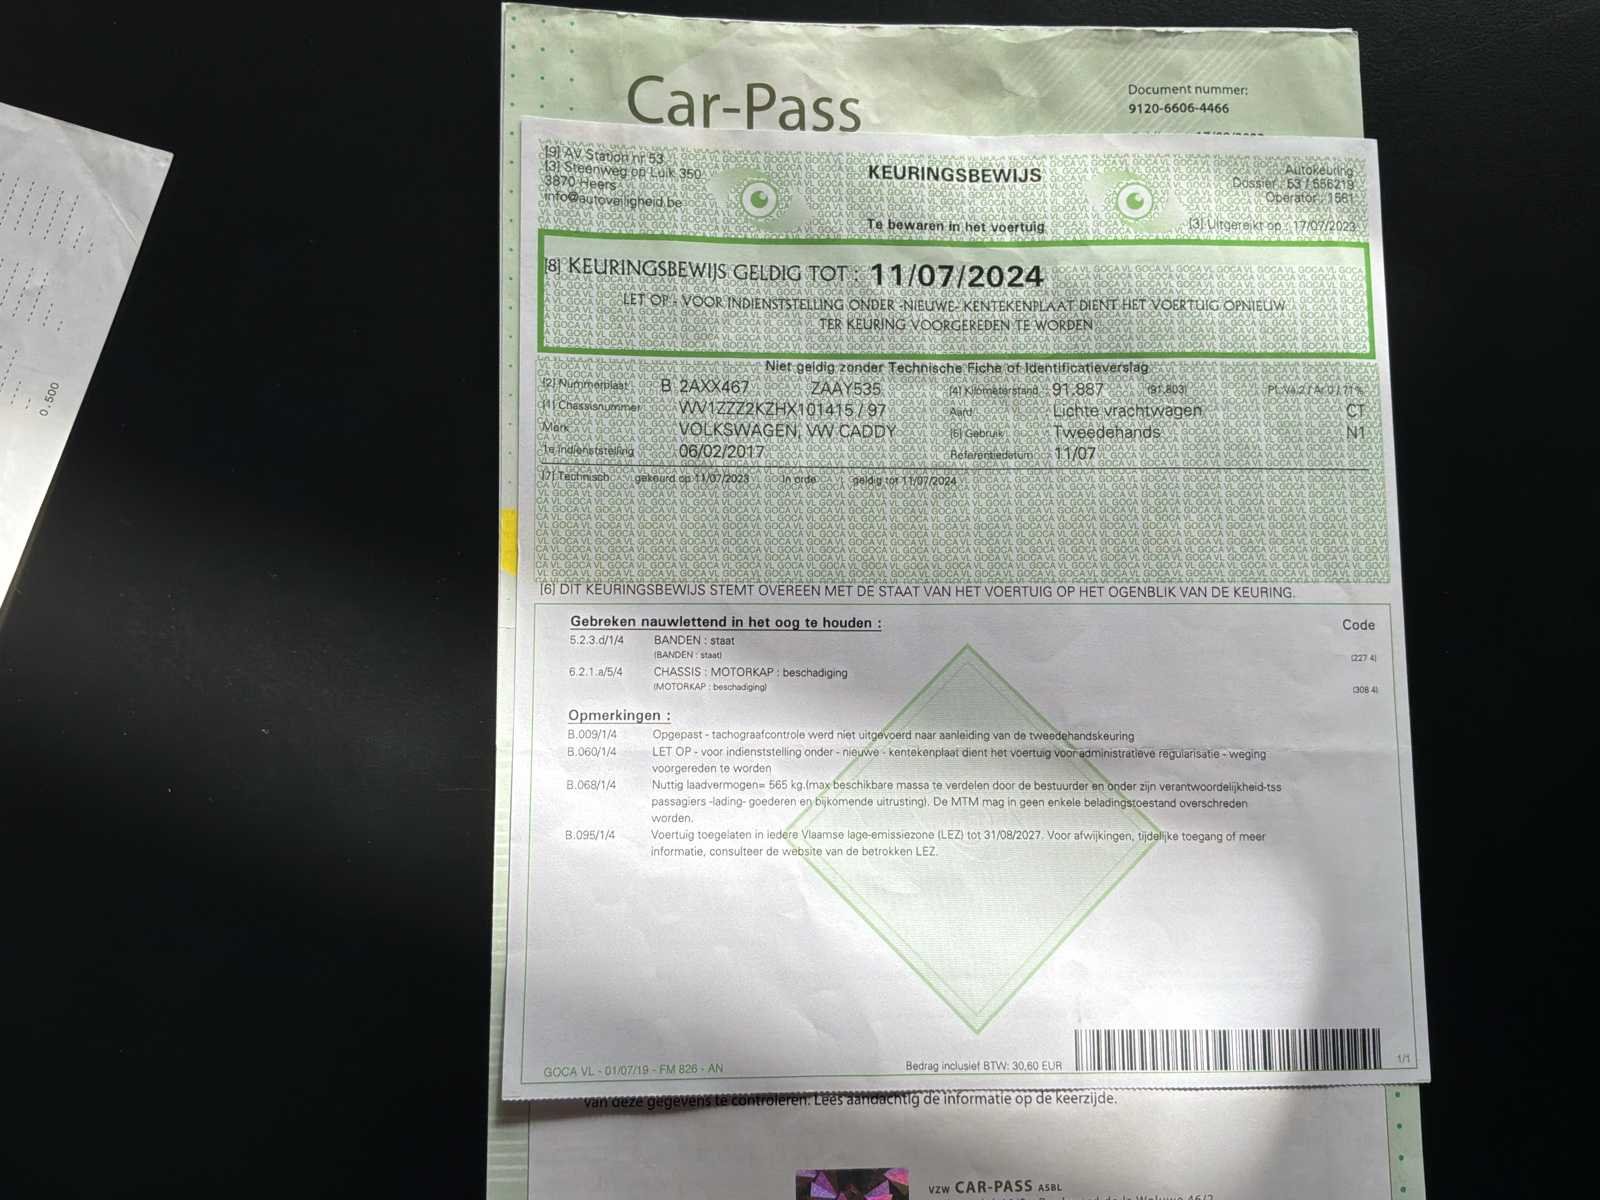 Car-Pass
Document number:
9120-6606-4466
[9] AV Station nr 53
[3] Steenweg op Luik 350
3870 Heers
info@autoveiligheid.be
KEURINGSBEWIJS
Te bewaren in het voertuig
Autokeuring
Dossier : 53 / 556219
Operator : 1581
[3] Uitgereikt op : 17/07/2023
[8] KEURINGSBEWIJS GELDIG TOT : 11/07/2024
LET OP - VOOR INDIENSTSTELLING ONDER -NIEUWE- KENTEKENPLAAT DIENT HET VOERTUIG OPNIEUW
TER KEURING VOORGEREDEN TE WORDEN
Niet geldig zonder Technische Fiche of Identificatieverslag
[2] Nummerplaat B 2AXX467 ZAAY535 [4] Kilometerstand : 91.887 (91.803) PL:V4.2 / Ar.0 / 71%
[1] Chassisnummer WV1ZZZ2KZHX101415 / 97 Aard : Lichte vrachtwagen CT
Merk VOLKSWAGEN, VW CADDY [5] Gebruik : Tweedehands N1
1e Indienststelling : 06/02/2017 Referentiedatum : 11/07
[7] Technisch gekeurd op 11/07/2023 In orde geldig tot 11/07/2024
[6] DIT KEURINGSBEWIJS STEMT OVEREEN MET DE STAAT VAN HET VOERTUIG OP HET OGENBLIK VAN DE KEURING.
Gebreken nauwlettend in het oog te houden : Code
5.2.3.d/1/4 BANDEN : staat
(BANDEN : staat) (227 4)
6.2.1.a/5/4 CHASSIS : MOTORKAP : beschadiging
(MOTORKAP : beschadiging) (308 4)
Opmerkingen :
B.009/1/4 Opgepast - tachograafcontrole werd niet uitgevoerd naar aanleiding van de tweedehandskeuring
B.060/1/4 LET OP - voor indienststelling onder - nieuwe - kentekenplaat dient het voertuig voor administratieve regularisatie - weging
voorgereden te worden
B.068/1/4 Nuttig laadvermogen= 565 kg.(max beschikbare massa te verdelen door de bestuurder en onder zijn verantwoordelijkheid-tss
passagiers -lading- goederen en bijkomende uitrusting). De MTM mag in geen enkele beladingstoestand overschreden
worden.
B.095/1/4 Voertuig toegelaten in iedere Vlaamse lage-emissiezone (LEZ) tot 31/08/2027. Voor afwijkingen, tijdelijke toegang of meer
informatie, consulteer de website van de betrokken LEZ.
GOCA VL - 01/07/19 - FM 826 - AN
Bedrag inclusief BTW: 30,60 EUR
1/1
van deze gegevens te controleren. Lees aandachtig de informatie op de keerzijde.
VZW CAR-PASS ASBL
0.500